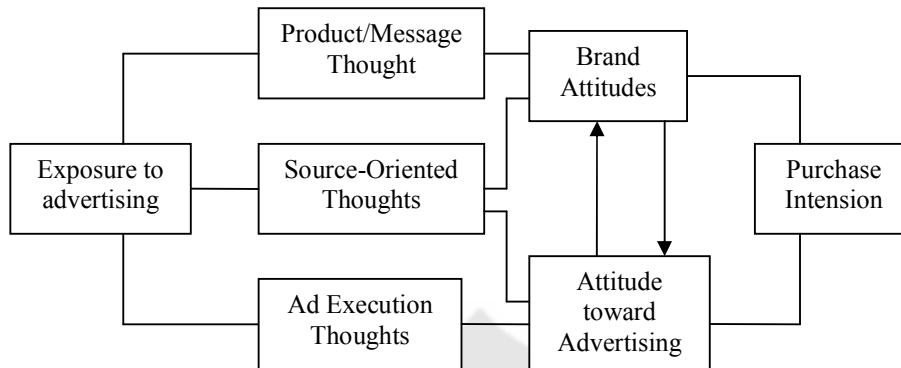 Product/Message
Thought
Brand
Attitudes
Exposure to
advertising
Source-Oriented
Thoughts
Purchase
Intension
Ad Execution
Thoughts
Attitude
toward
Advertising